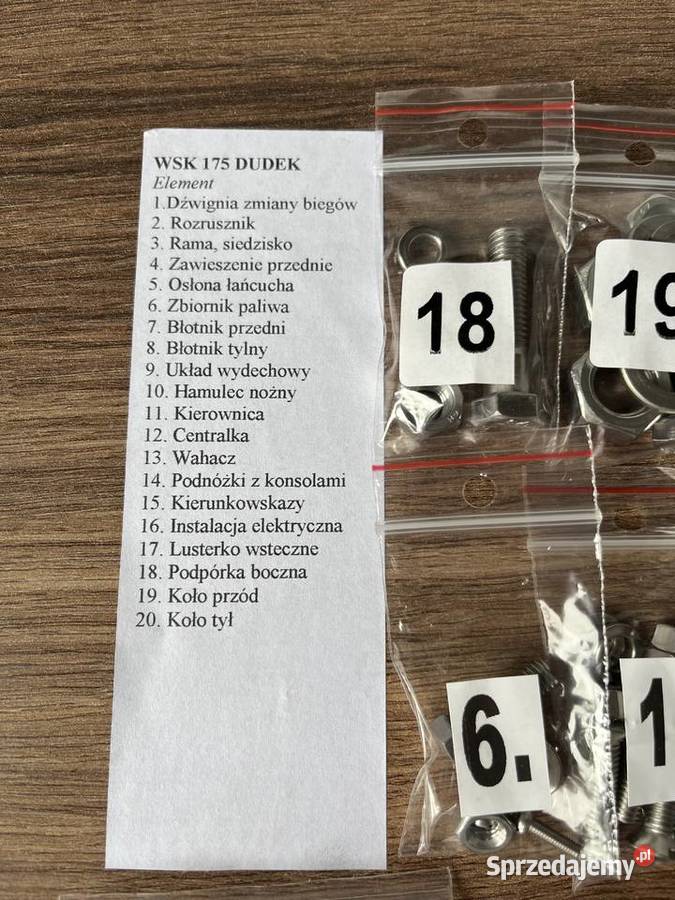 WSK 175 DUDEK
Element
1.Dźwignia zmiany biegów
2. Rozrusznik
3. Rama, siedzisko
4. Zawieszenie przednie
5. Osłona łańcucha
6. Zbiornik paliwa
7. Błotnik przedni
8. Błotnik tylny
9. Układ wydechowy
10. Hamulec nożny
11. Kierownica
12. Centralka
13. Wahacz
14. Podnóżki z konsolami
15. Kierunkowskazy
16. Instalacja elektryczna
17. Lusterko wsteczne
18. Podpórka boczna
19. Koło przód
20. Koło tył
18
19
6.
1
Sprzedajemy.pl